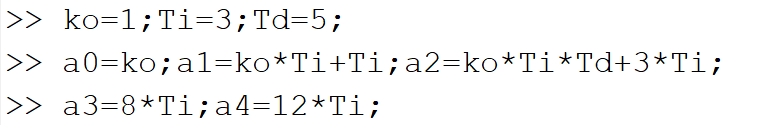 >> ko=1;Ti=3;Td=5;
>> a0=ko;a1=ko*Ti+Ti;a2=ko*Ti*Td+3*Ti;
>> a3=8*Ti;a4=12*Ti;